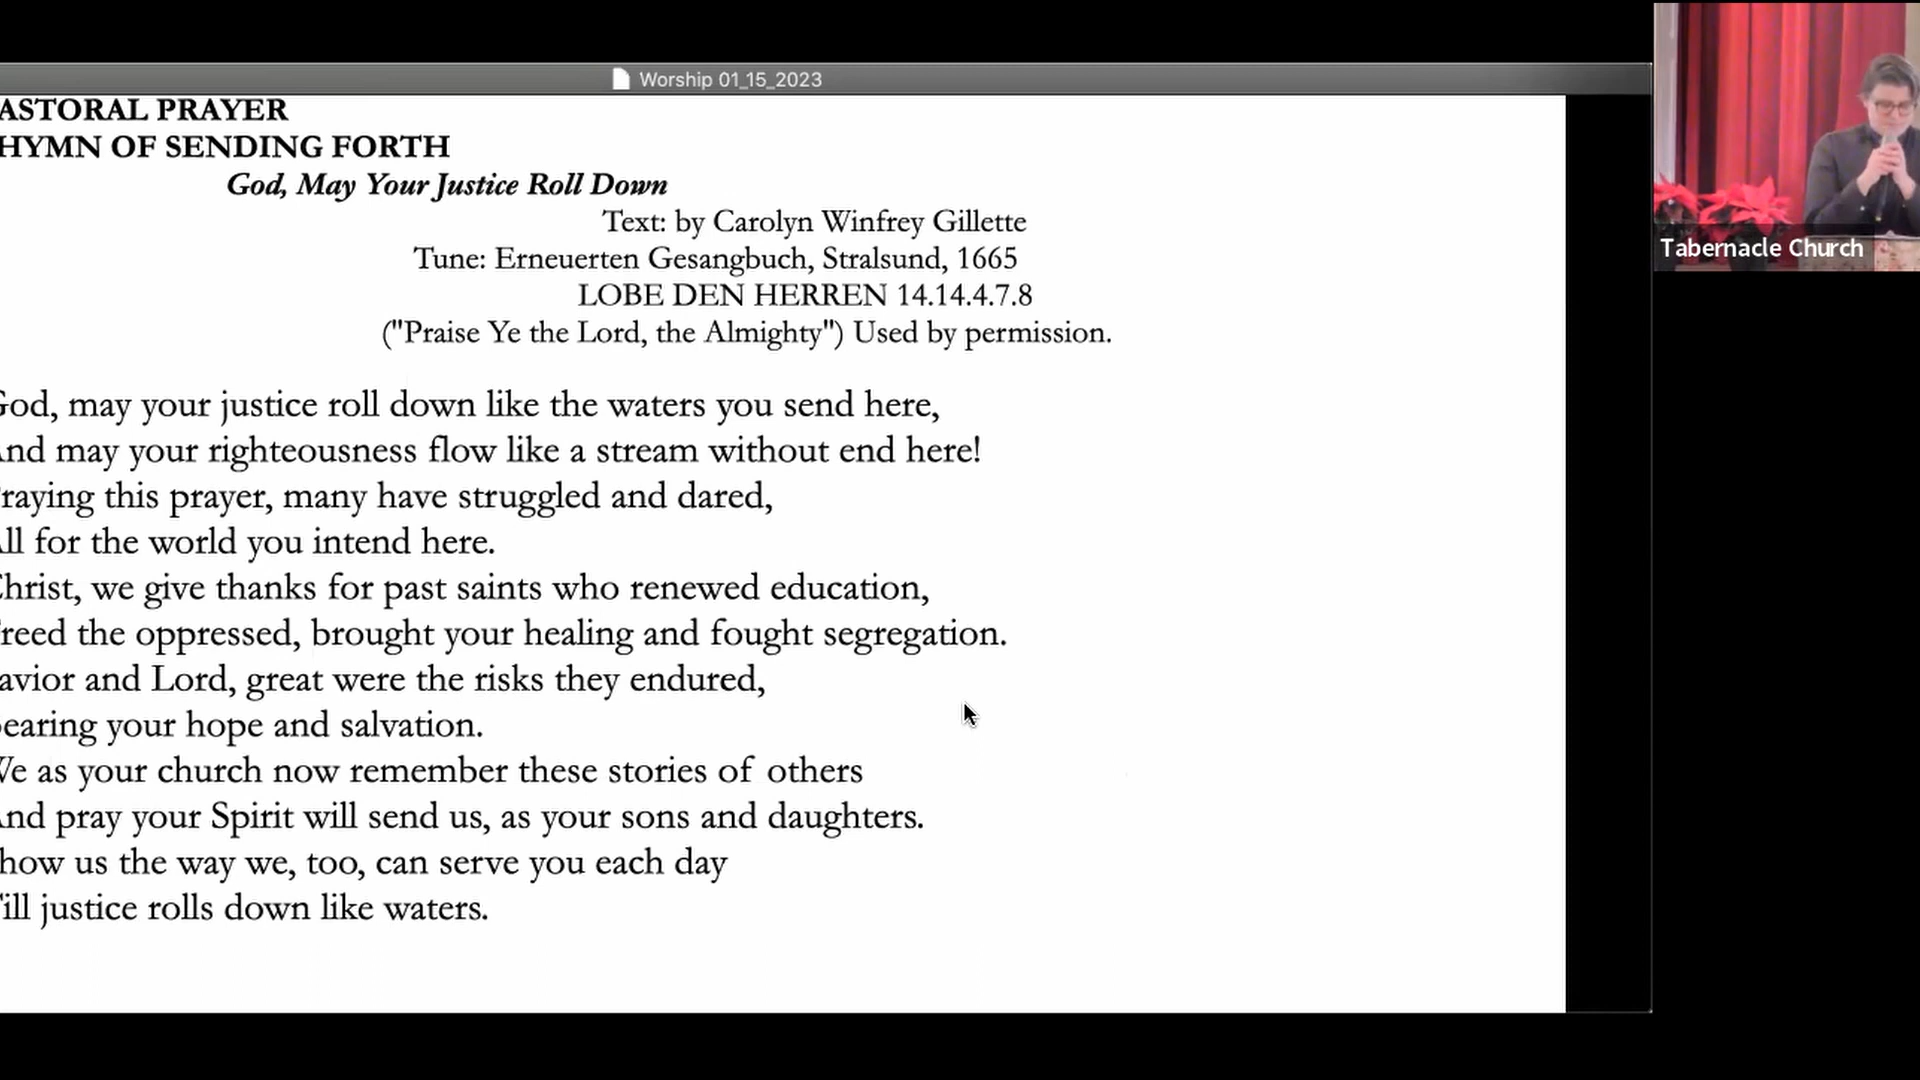 Worship 01_15_2023
ASTORAL PRAYER
HYMN OF SENDING FORTH
God, May Your Justice Roll Down
Text: by Carolyn Winfrey Gillette
Tune: Erneuerten Gesangbuch, Stralsund, 1665
LOBE DEN HERREN 14.14.4.7.8
("Praise Ye the Lord, the Almighty") Used by permission.
God, may your justice roll down like the waters you send here,
And may your righteousness flow like a stream without end here!
raying this prayer, many have struggled and dared,
All for the world you intend here.
Christ, we give thanks for past saints who renewed education,
reed the oppressed, brought your healing and fought segregation.
avior and Lord, great were the risks they endured,
earing your hope and salvation.
We as your church now remember these stories of others
And pray your Spirit will send us, as your sons and daughters.
how us the way we, too, can serve you each day
Till justice rolls down like waters.
Tabernacle Church